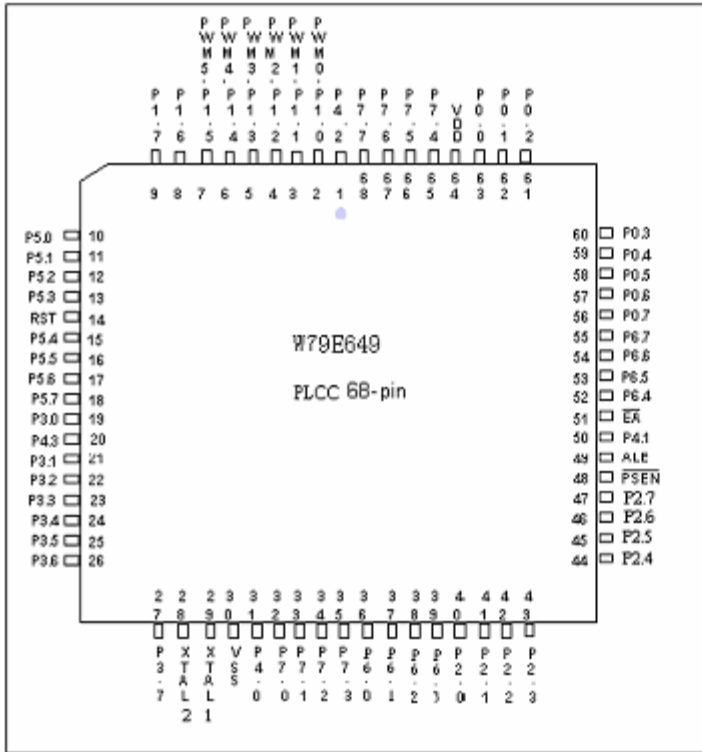 PWM5. PWM4. PWM3. PWM2. PWM1. PWM0.
P1.7 P1.6 P1.5 P1.4 P1.3 P1.2 P1.1 P1.0 P4.2 P7.7 P7.6 P7.5 P7.4 VDD P0.0 P0.1 P0.2
9 8 7 6 5 4 3 2 1 68 67 66 65 64 63 62 61
P5.0 10 60 P0.3
P5.1 11 59 P0.4
P5.2 12 58 P0.5
P5.3 13 57 P0.6
RST 14 56 P0.7
P5.4 15 55 P6.7
P5.5 16 54 P6.6
P5.6 17 53 P6.5
P5.7 18 52 P6.4
P3.0 19 51 EA
P4.3 20 50 P4.1
P3.1 21 49 ALE
P3.2 22 48 PSEN
P3.3 23 47 P2.7
P3.4 24 46 P2.6
P3.5 25 45 P2.5
P3.6 26 44 P2.4
W79E649
PLCC 68-pin
27 28 29 30 31 32 33 34 35 36 37 38 39 40 41 42 43
P3.7 XTAL2 XTAL1 VSS P4.0 P7.0 P7.1 P7.2 P7.3 P6.0 P6.1 P6.2 P6.3 P2.0 P2.1 P2.2 P2.3